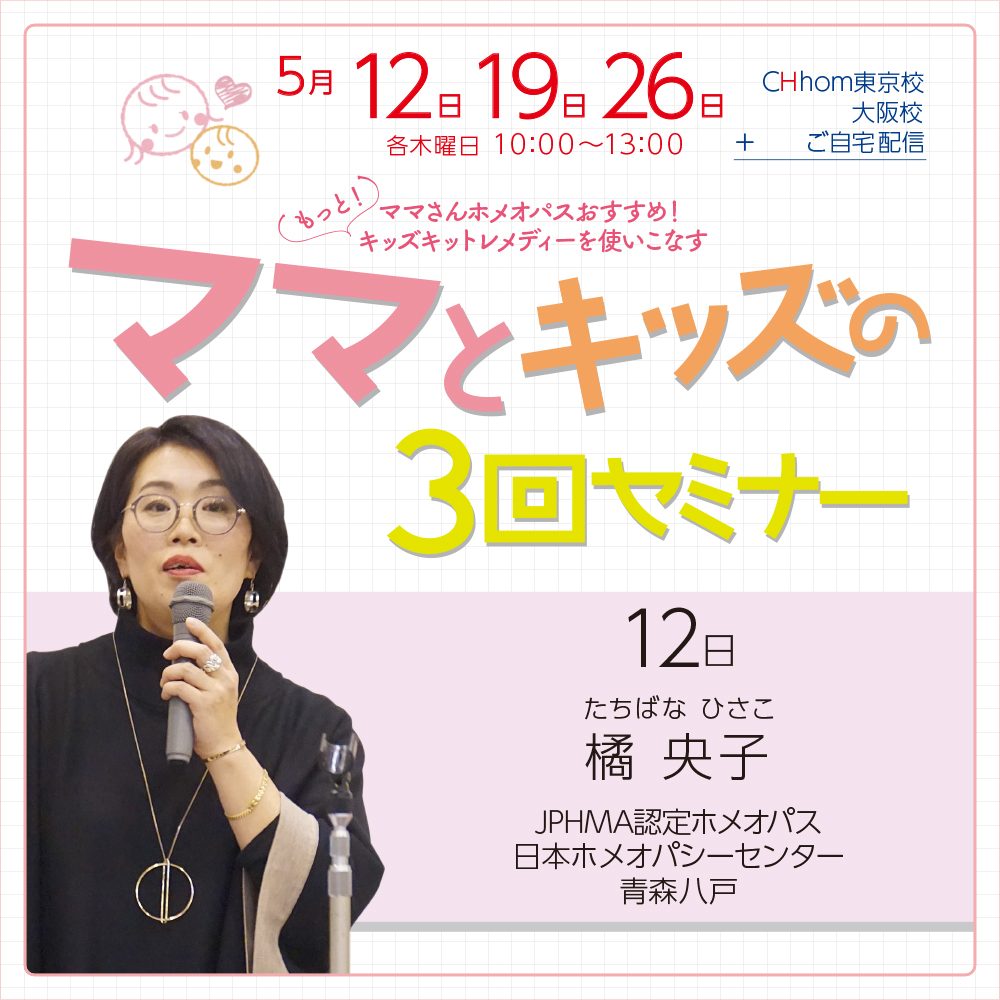 5月 12日 19日 26日
各木曜日 10:00～13:00
CHhom東京校
大阪校
+ ご自宅配信
もっと！
ママさんホメオパスおすすめ！
キッズキットレメディーを使いこなす
ママとキッズの
3回セミナー
12日
たちばな ひさこ
橘 央子
JPHMA認定ホメオパス
日本ホメオパシーセンター
青森八戸